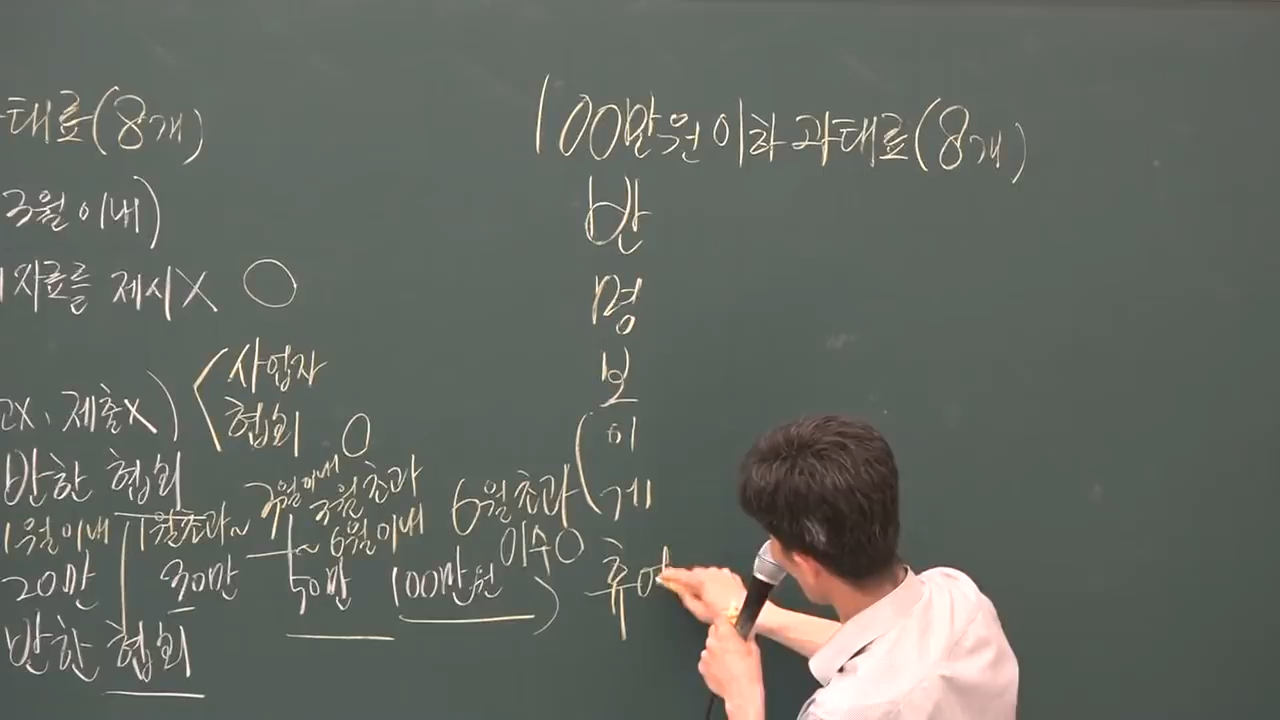 태료(8개)
3월이내)
자료를 제시X ○
고X, 제출X) < 사업자
협회 0
반한 협회
1월이내 1월초과~ 3월이내 3월초과~6월이내 6월초과
이수0
20만 30만 50만 100만원)
반한 협회
100만원이하 과태료(8개)
반
명
보
(이
게
휴